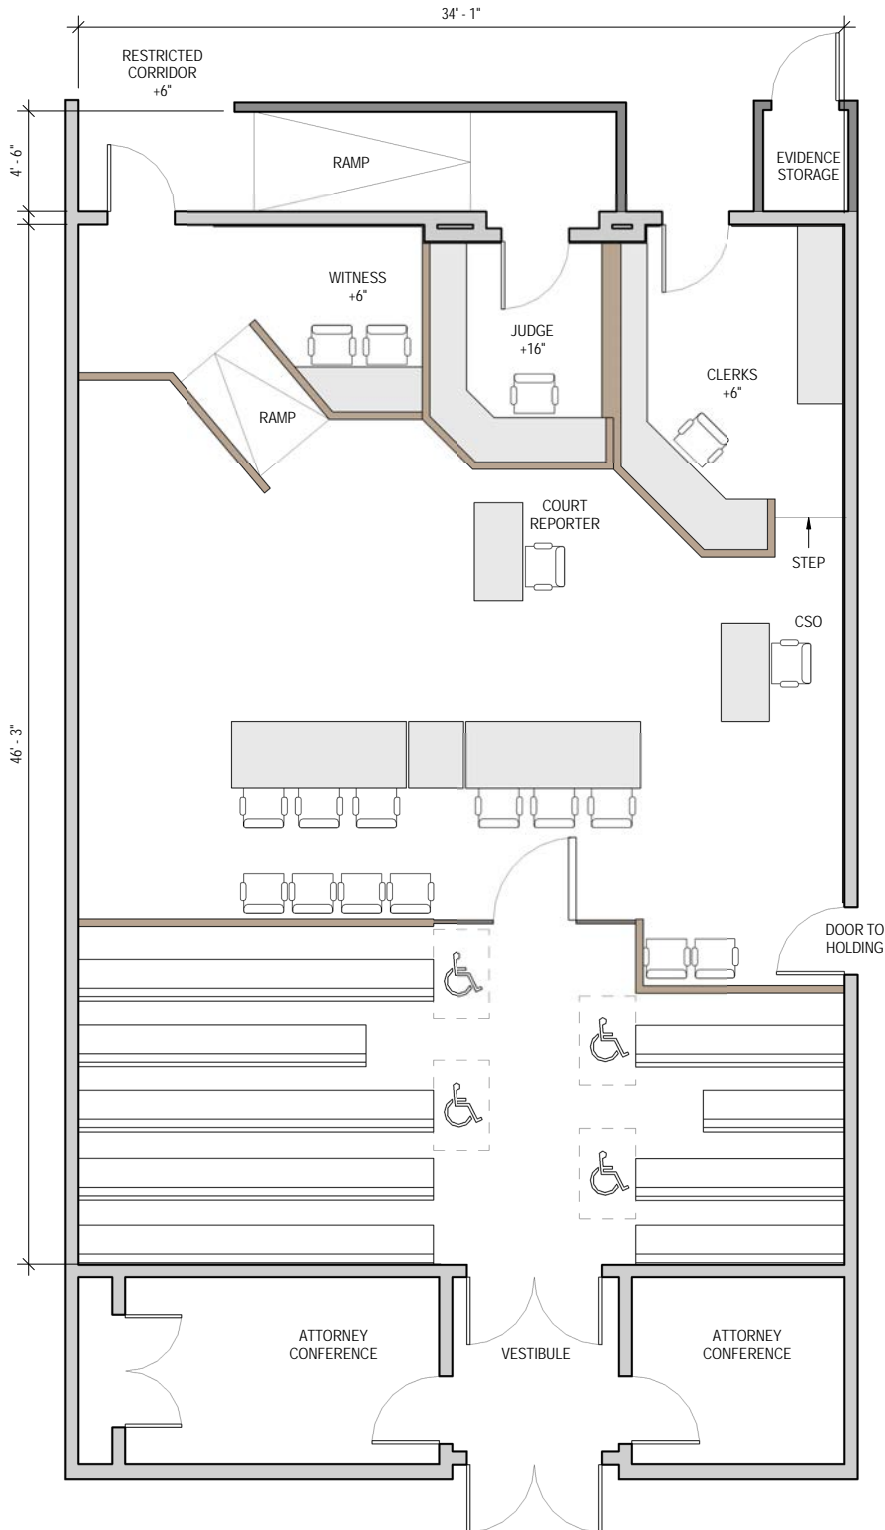 34' - 1"
RESTRICTED
CORRIDOR
+6"
4' - 6"
RAMP
EVIDENCE
STORAGE
WITNESS
+6"
JUDGE
+16"
CLERKS
+6"
RAMP
COURT
REPORTER
STEP
CSO
46' - 3"
DOOR TO
HOLDING
ATTORNEY
CONFERENCE
VESTIBULE
ATTORNEY
CONFERENCE